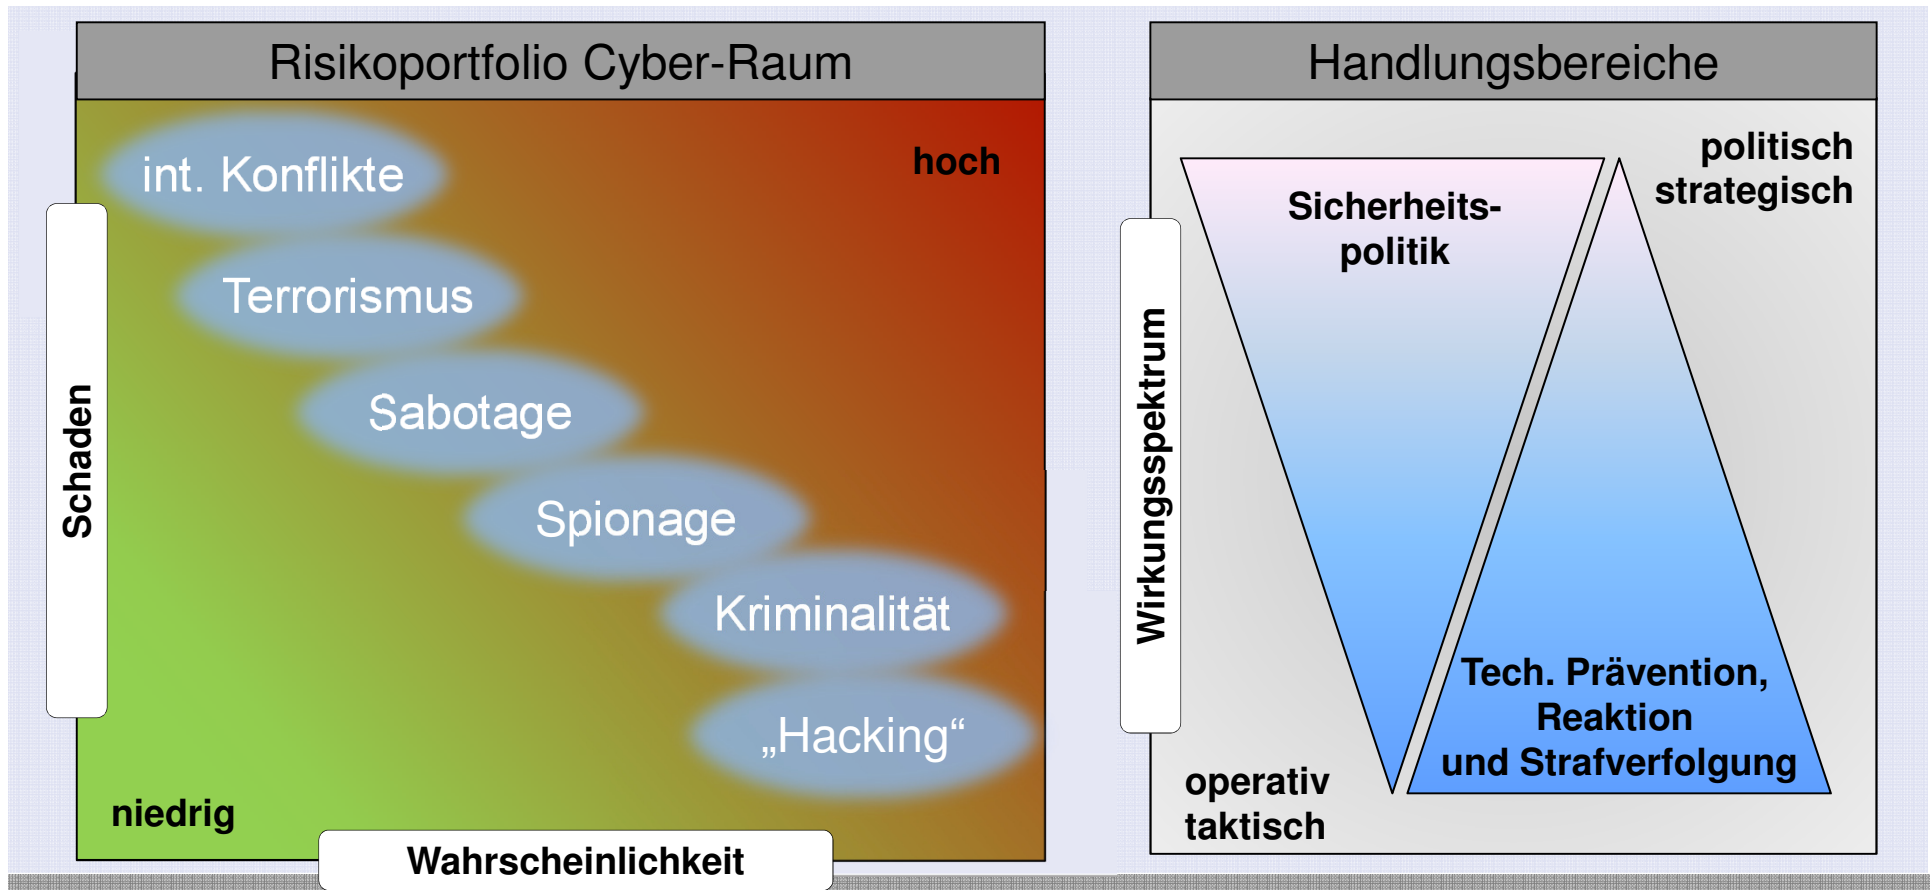 Risikoportfolio Cyber-Raum
hoch
int. Konflikte
Terrorismus
Sabotage
Spionage
Kriminalität
„Hacking“
niedrig
Schaden
Wahrscheinlichkeit
Handlungsbereiche
politisch
strategisch
Sicherheits-
politik
Wirkungsspektrum
Tech. Prävention,
Reaktion
und Strafverfolgung
operativ
taktisch